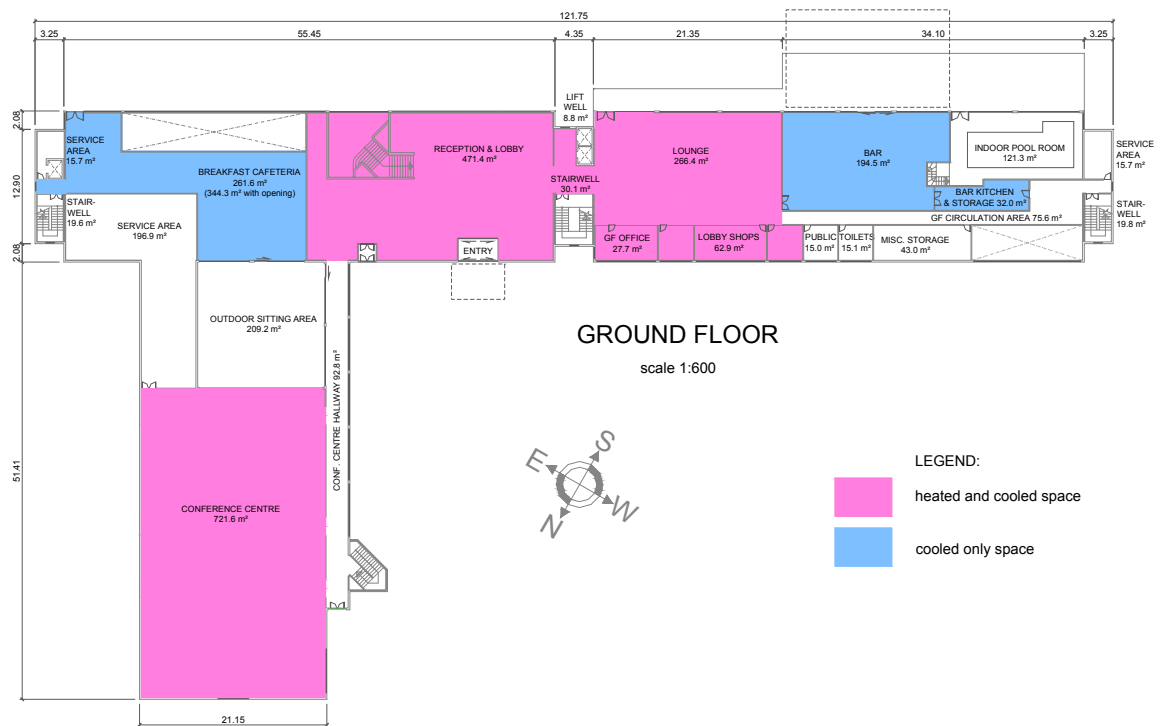 121.75
3.25
55.45
4.35
21.35
34.10
3.25
2.08
12.90
2.08
51.41
LIFT
WELL
8.8 m²
SERVICE
AREA
15.7 m²
BREAKFAST CAFETERIA
261.6 m²
(344.3 m² with opening)
RECEPTION & LOBBY
471.4 m²
STAIRWELL
30.1 m²
LOUNGE
266.4 m²
BAR
194.5 m²
INDOOR POOL ROOM
121.3 m²
SERVICE
AREA
15.7 m²
BAR KITCHEN
& STORAGE 32.0 m²
STAIR-
WELL
19.6 m²
SERVICE AREA
196.9 m²
STAIR-
WELL
19.8 m²
GF CIRCULATION AREA 75.6 m²
ENTRY
GF OFFICE
27.7 m²
LOBBY SHOPS
62.9 m²
PUBLIC
15.0 m²
TOILETS
15.1 m²
MISC. STORAGE
43.0 m²
OUTDOOR SITTING AREA
209.2 m²
CONF. CENTRE HALLWAY 92.8 m²
GROUND FLOOR
scale 1:600
CONFERENCE CENTRE
721.6 m²
E
S
N
W
LEGEND:
heated and cooled space
cooled only space
21.15